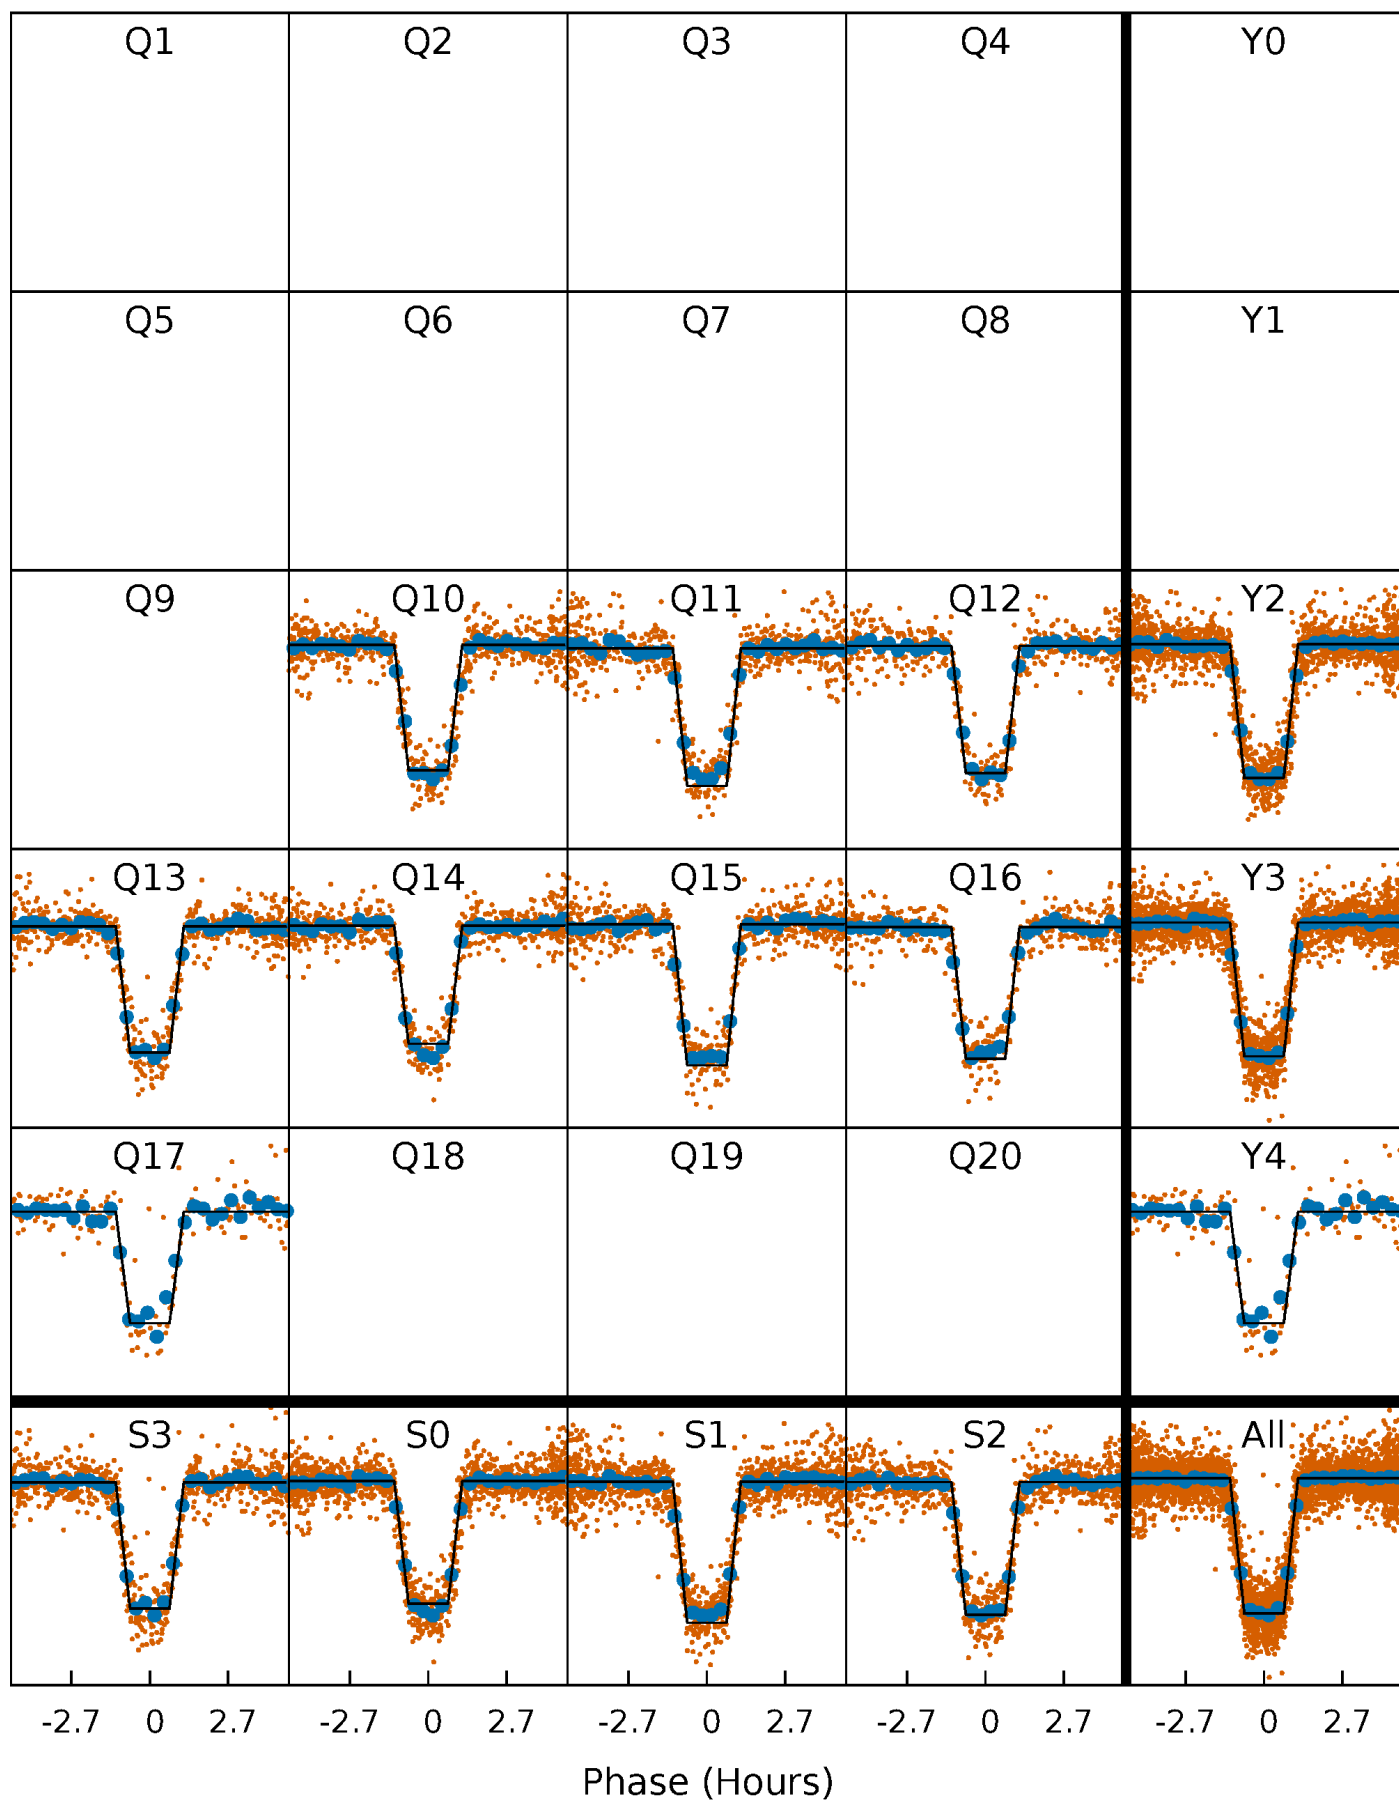 Q1 Q2 Q3 Q4 Y0
Q5 Q6 Q7 Q8 Y1
Q9 Q10 Q11 Q12 Y2
Q13 Q14 Q15 Q16 Y3
Q17 Q18 Q19 Q20 Y4
S3 S0 S1 S2 All
-2.7 0 2.7 -2.7 0 2.7 -2.7 0 2.7 -2.7 0 2.7 -2.7 0 2.7
Phase (Hours)